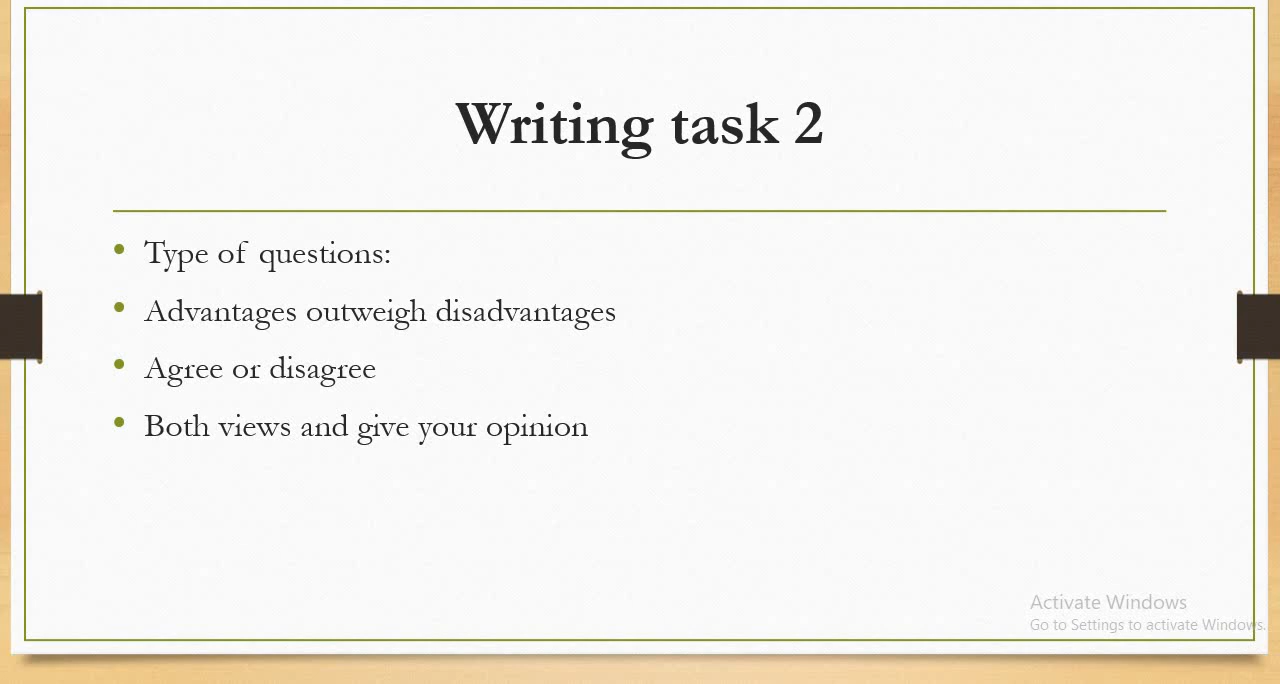 Writing task 2
• Type of questions:
• Advantages outweigh disadvantages
• Agree or disagree
• Both views and give your opinion
Activate Windows
Go to Settings to activate Windows.